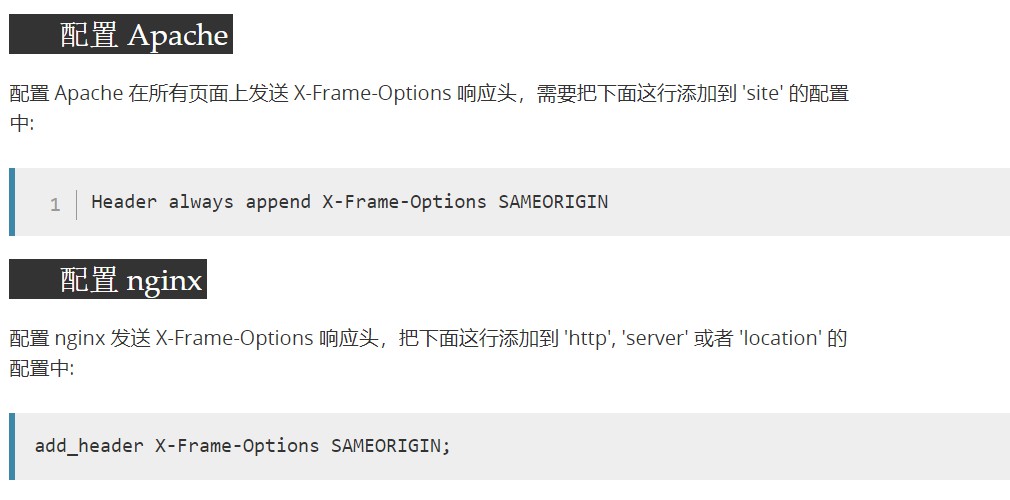 配置 Apache
配置 Apache 在所有页面上发送 X-Frame-Options 响应头，需要把下面这行添加到 'site' 的配置
中:
1 Header always append X-Frame-Options SAMEORIGIN
配置 nginx
配置 nginx 发送 X-Frame-Options 响应头，把下面这行添加到 'http', 'server' 或者 'location' 的
配置中:
add_header X-Frame-Options SAMEORIGIN;